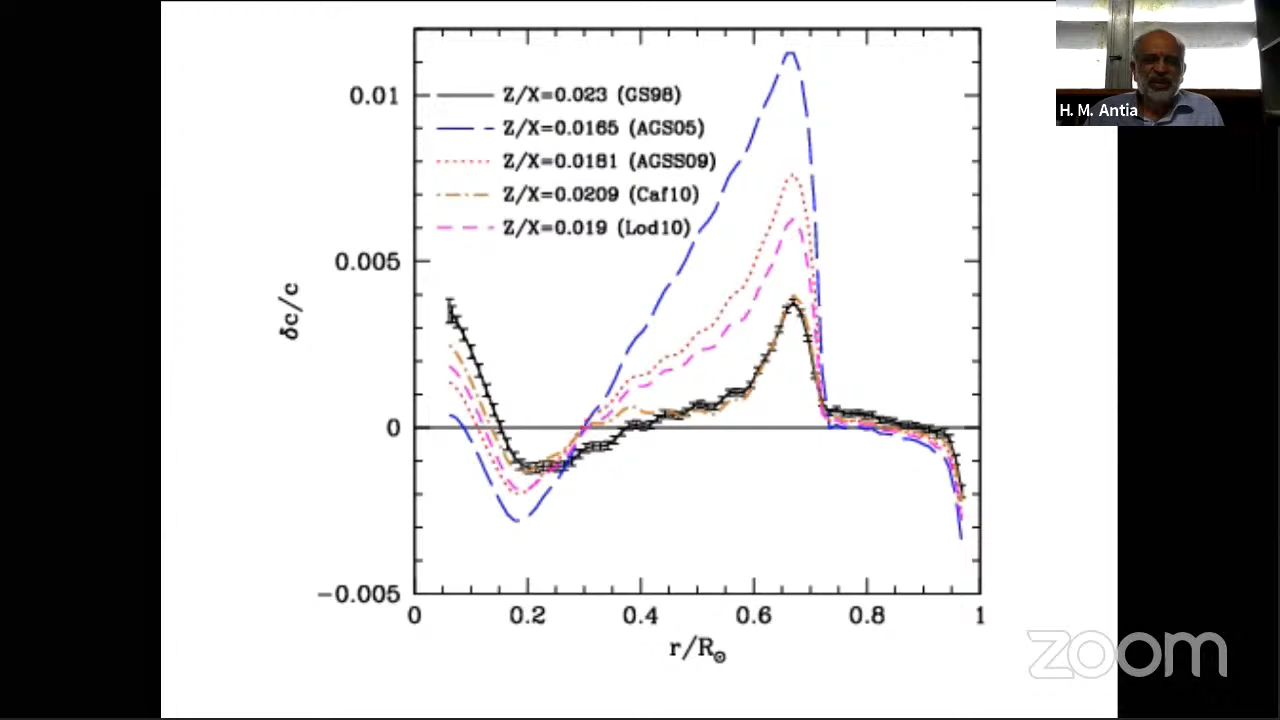 0.01
0.005
0
−0.005
δc/c
Z/X=0.023 (GS98)
Z/X=0.0165 (AGS05)
Z/X=0.0181 (AGSS09)
Z/X=0.0209 (Caf10)
Z/X=0.019 (Lod10)
0 0.2 0.4 0.6 0.8 1
r/R⊙
H. M. Antia
zoom